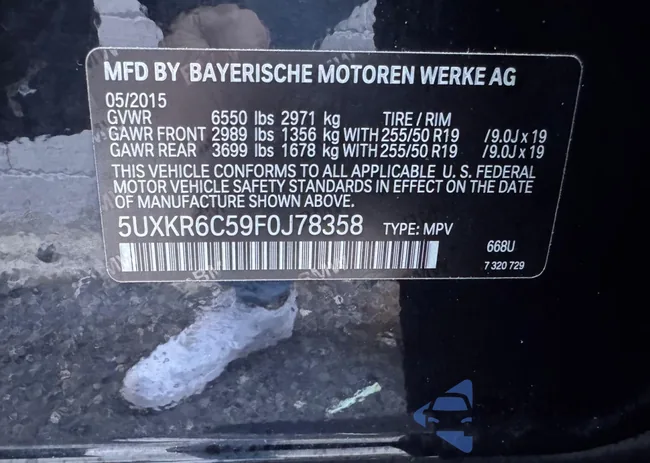 MFD BY BAYERISCHE MOTOREN WERKE AG
05/2015
GVWR 6550 lbs 2971 kg TIRE / RIM
GAWR FRONT 2989 lbs 1356 kg WITH 255/50 R19 /9.0J x 19
GAWR REAR 3699 lbs 1678 kg WITH 255/50 R19 /9.0J x 19
THIS VEHICLE CONFORMS TO ALL APPLICABLE U.S. FEDERAL
MOTOR VEHICLE SAFETY STANDARDS IN EFFECT ON THE DATE
OF MANUFACTURE SHOWN ABOVE.
5UXKR6C59F0J78358 TYPE: MPV
668U
7 320 729